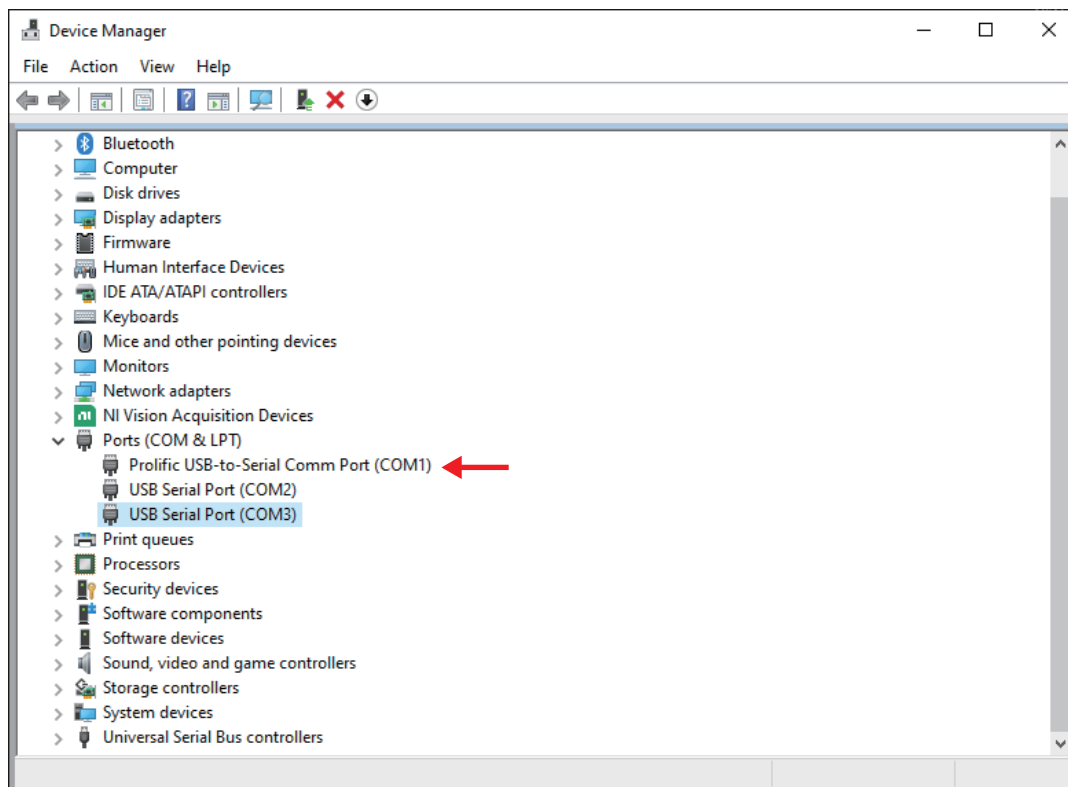 Device Manager
File Action View Help
Bluetooth
Computer
Disk drives
Display adapters
Firmware
Human Interface Devices
IDE ATA/ATAPI controllers
Keyboards
Mice and other pointing devices
Monitors
Network adapters
NI Vision Acquisition Devices
Ports (COM & LPT)
Prolific USB-to-Serial Comm Port (COM1)
USB Serial Port (COM2)
USB Serial Port (COM3)
Print queues
Processors
Security devices
Software components
Software devices
Sound, video and game controllers
Storage controllers
System devices
Universal Serial Bus controllers